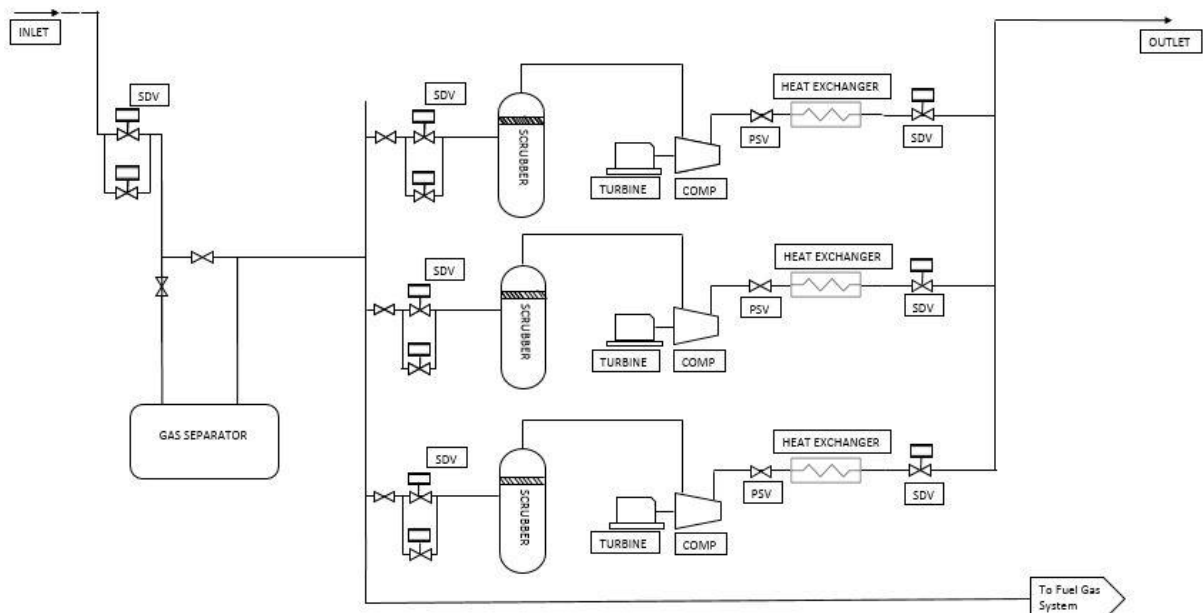 INLET
OUTLET
SDV
SDV
SCRUBBER
TURBINE
COMP
PSV
HEAT EXCHANGER
SDV
SDV
SCRUBBER
TURBINE
COMP
PSV
HEAT EXCHANGER
SDV
GAS SEPARATOR
SDV
SCRUBBER
TURBINE
COMP
PSV
HEAT EXCHANGER
SDV
To Fuel Gas
System